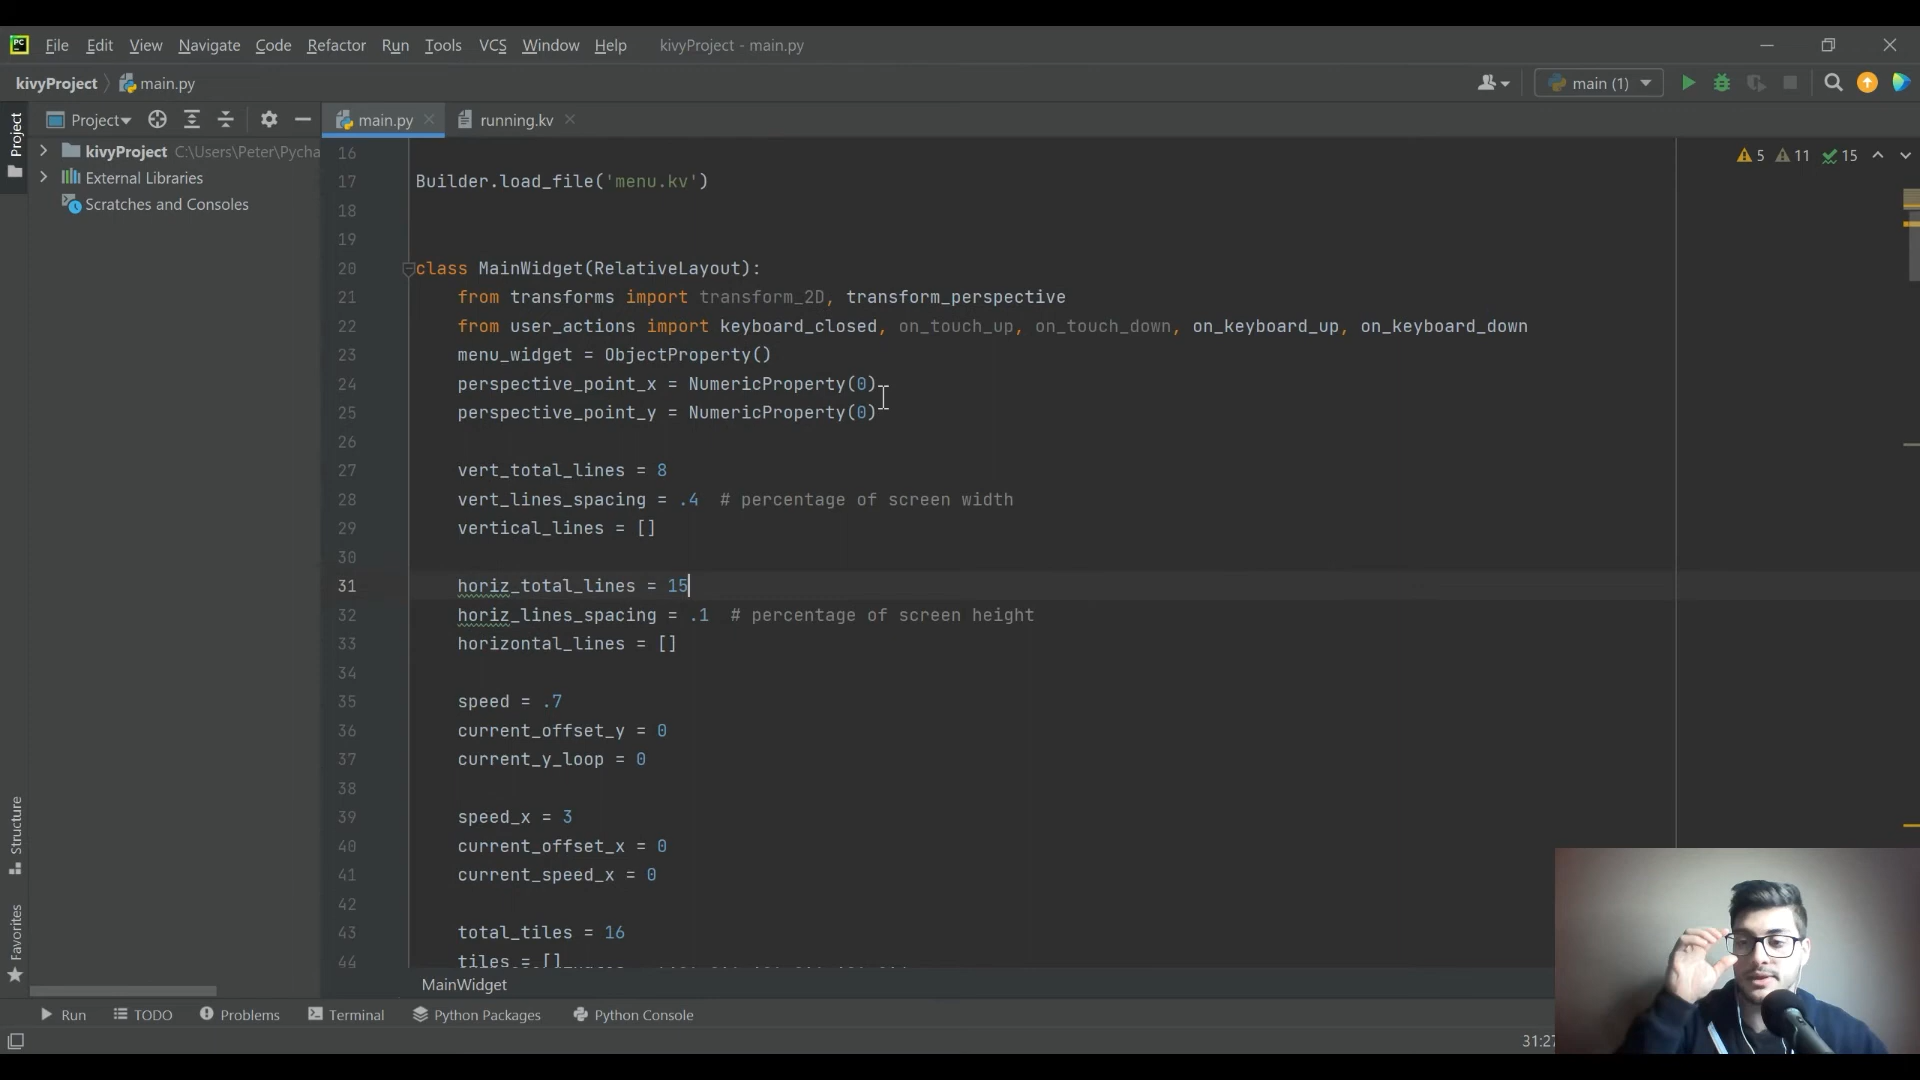 PC File Edit View Navigate Code Refactor Run Tools VCS Window Help kivyProject - main.py
kivyProject main.py main (1)
Project Project main.py running.kv
kivyProject C:\Users\Peter\Pycha
External Libraries
Scratches and Consoles
5 11 15
16
17 Builder.load_file('menu.kv')
18
19
20 class MainWidget(RelativeLayout):
21 from transforms import transform_2D, transform_perspective
22 from user_actions import keyboard_closed, on_touch_up, on_touch_down, on_keyboard_up, on_keyboard_down
23 menu_widget = ObjectProperty()
24 perspective_point_x = NumericProperty(0)
25 perspective_point_y = NumericProperty(0)
26
27 vert_total_lines = 8
28 vert_lines_spacing = .4 # percentage of screen width
29 vertical_lines = []
30
31 horiz_total_lines = 15
32 horiz_lines_spacing = .1 # percentage of screen height
33 horizontal_lines = []
34
35 speed = .7
36 current_offset_y = 0
37 current_y_loop = 0
38
39 speed_x = 3
40 current_offset_x = 0
41 current_speed_x = 0
42
43 total_tiles = 16
44 tiles = []
MainWidget
Structure
Favorites
Run TODO Problems Terminal Python Packages Python Console
31:27